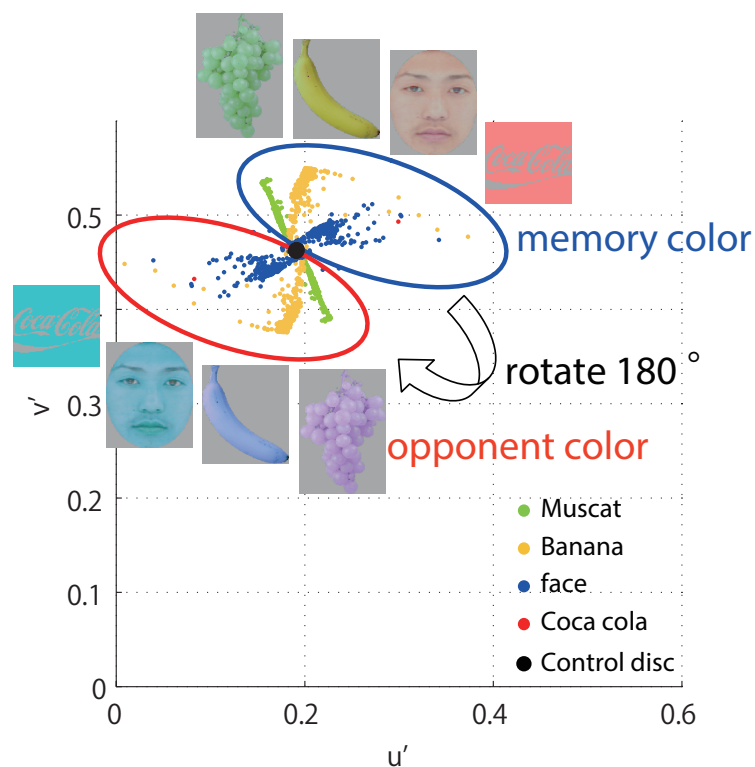 Coca-Cola
0.5
memory color
Coca-Cola
rotate 180 °
v'
0.3
opponent color
0.2
Muscat
Banana
0.1
face
Coca cola
Control disc
0
0
0.2
0.4
0.6
u'